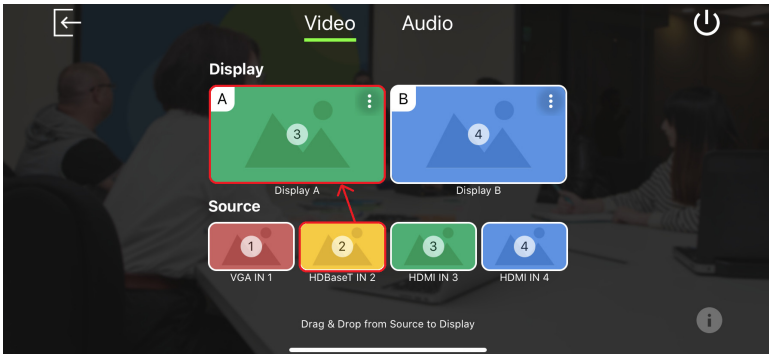 Video Audio
Display
A
3
B
4
Display A Display B
Source
1
2
3
4
VGA IN 1 HDBaseT IN 2 HDMI IN 3 HDMI IN 4
Drag & Drop from Source to Display
i